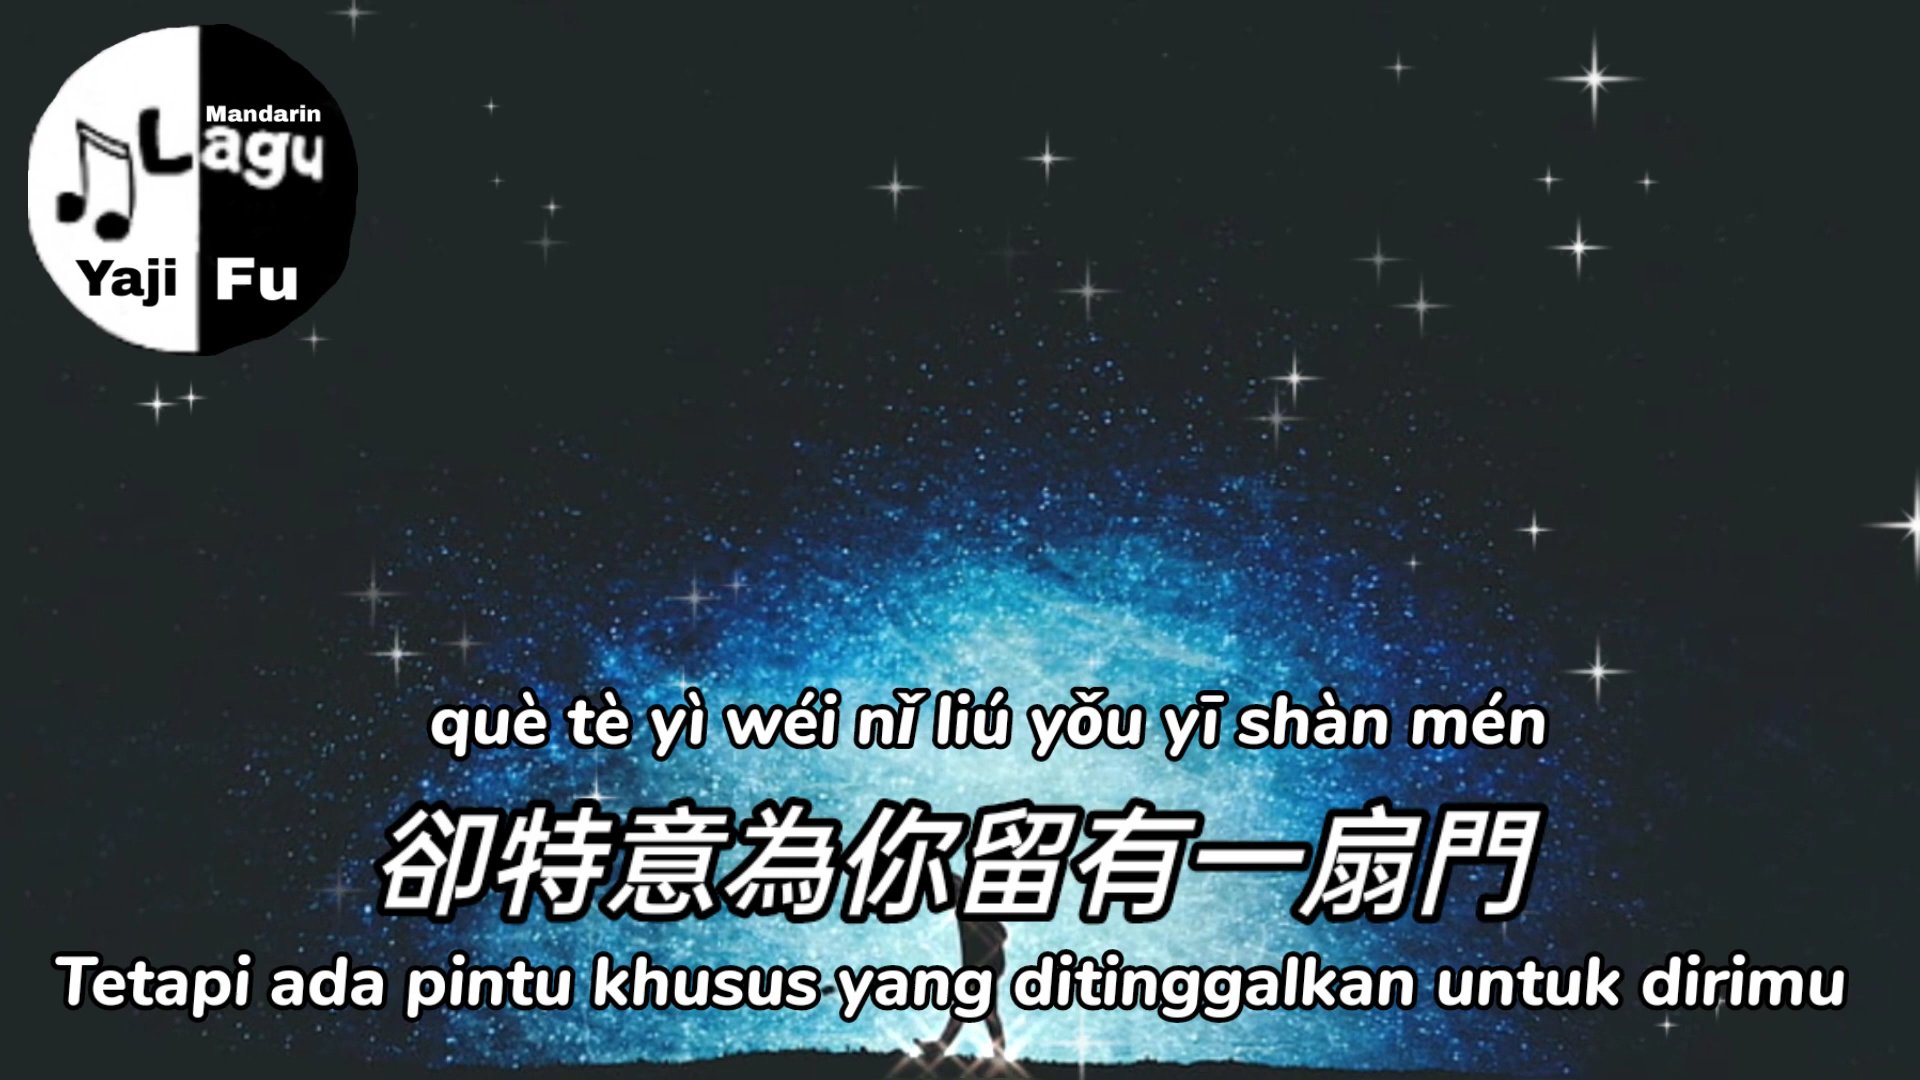 Mandarin
Lagu
Yaji Fu
què tè yì wéi nǐ liú yǒu yī shàn mén
卻特意為你留有一扇門
Tetapi ada pintu khusus yang ditinggalkan untuk dirimu